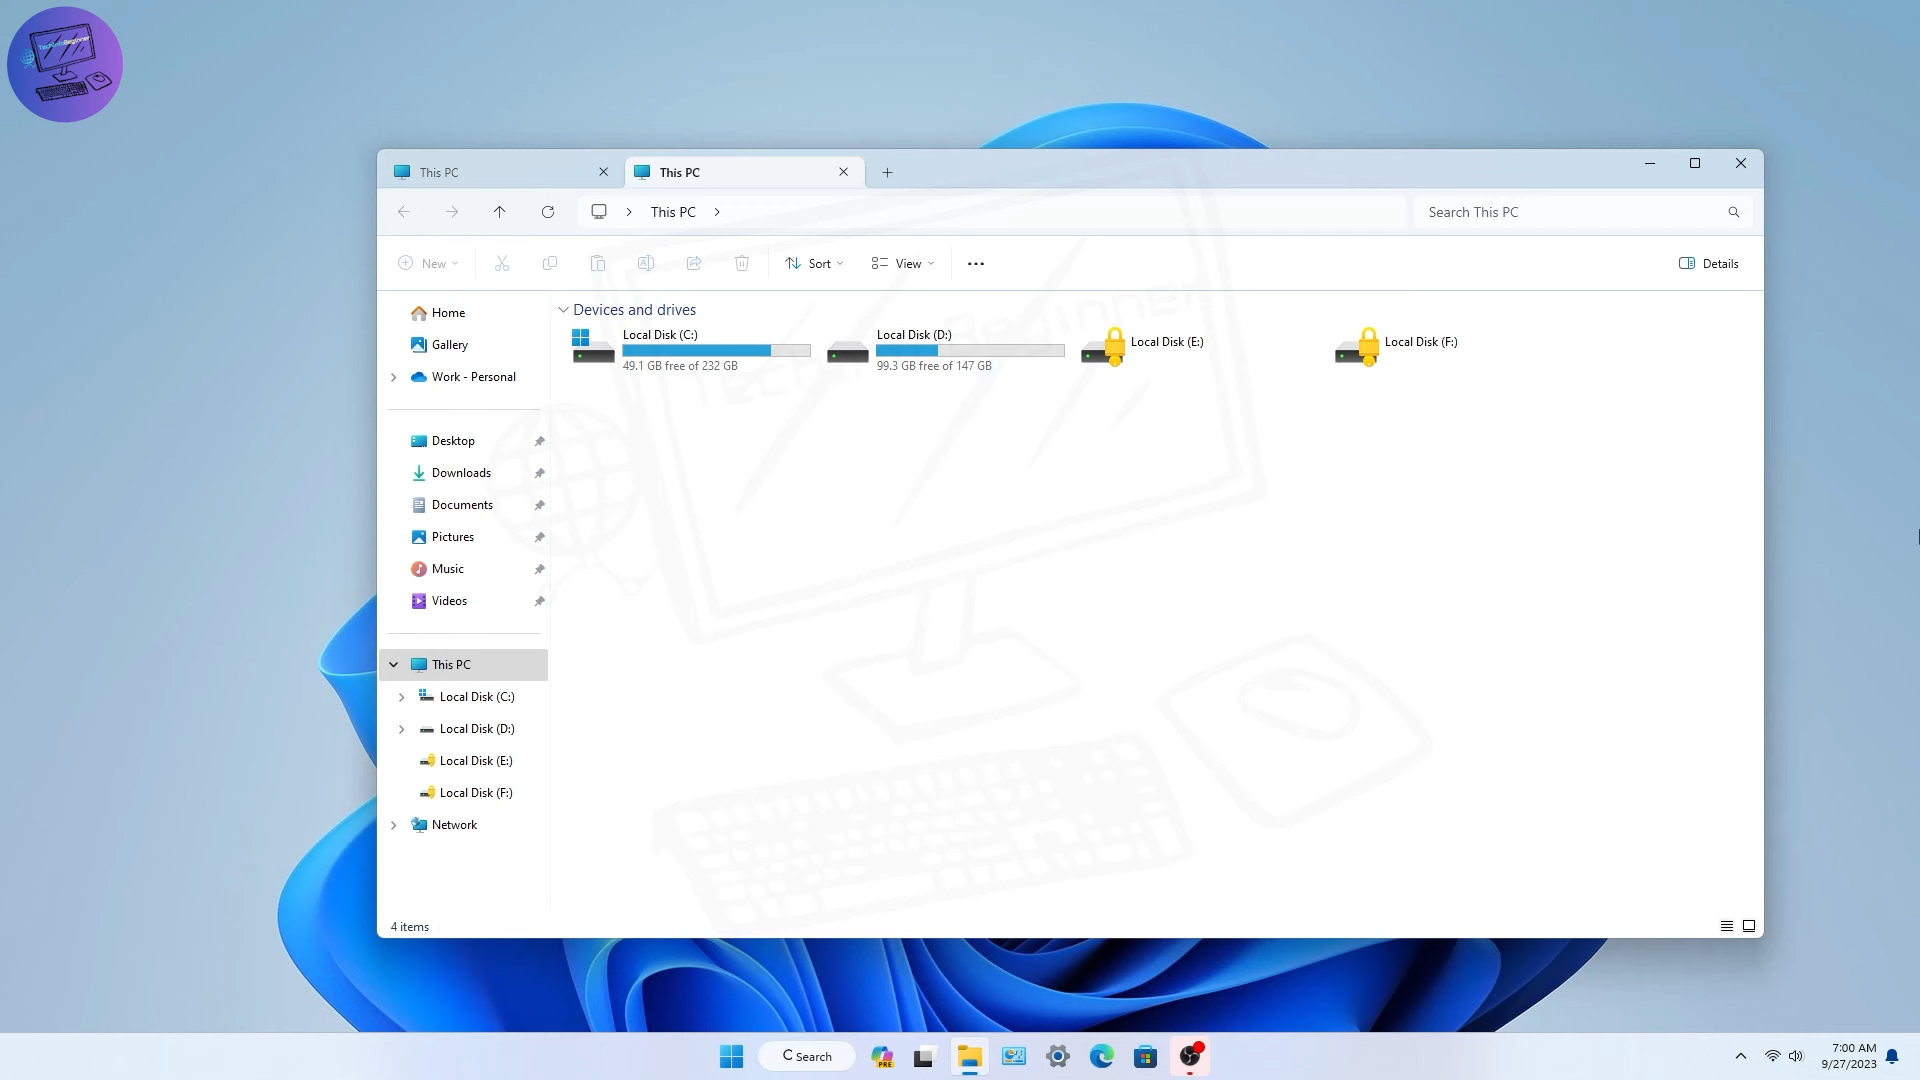 TechInfoBeginner
This PC
This PC
This PC
Search This PC
New
Sort
View
Details
Home
Gallery
Work - Personal
Desktop
Downloads
Documents
Pictures
Music
Videos
This PC
Local Disk (C:)
Local Disk (D:)
Local Disk (E:)
Local Disk (F:)
Network
Devices and drives
Local Disk (C:)
49.1 GB free of 232 GB
Local Disk (D:)
99.3 GB free of 147 GB
Local Disk (E:)
Local Disk (F:)
4 items
Search
PRE
7:00 AM
9/27/2023